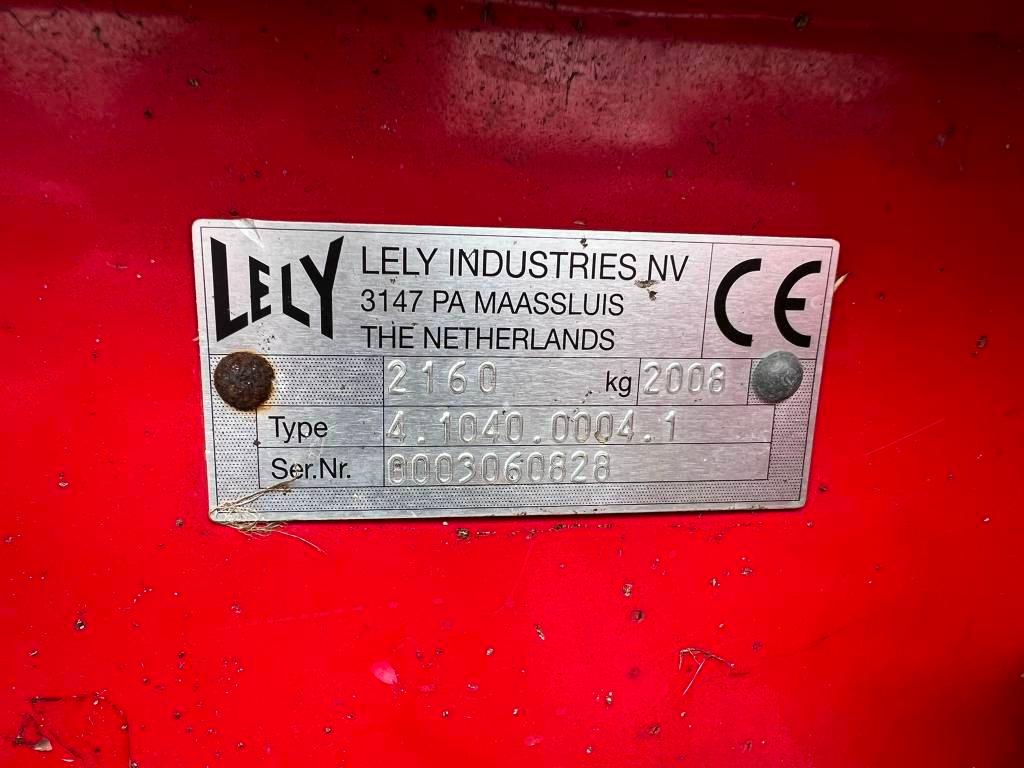 LELY
LELY INDUSTRIES NV
3147 PA MAASSLUIS
THE NETHERLANDS
CE
2160 kg 2008
Type 4.1040.0004.1
Ser.Nr. 0003060828